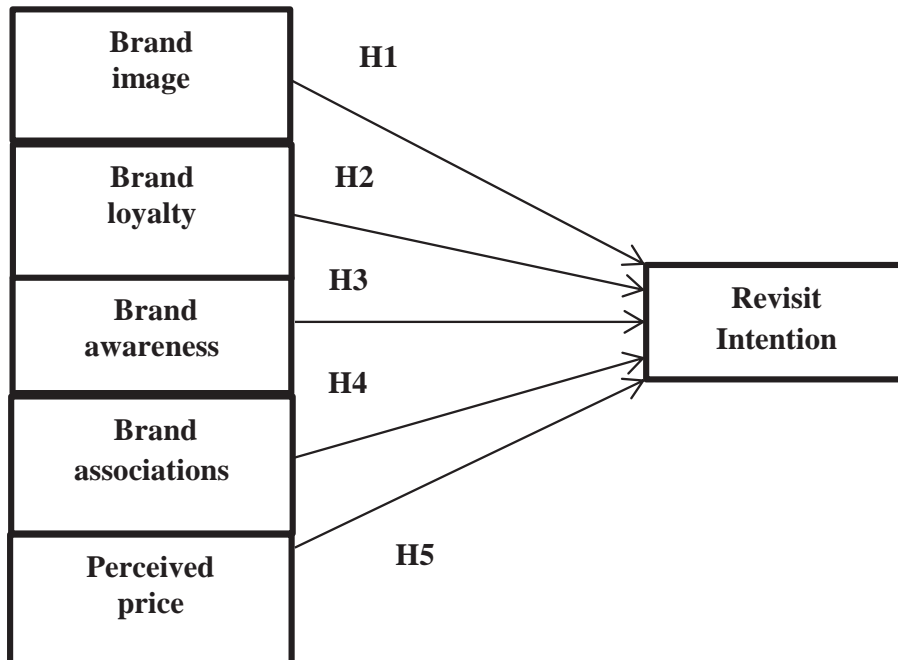 Brand
image
H1
Brand
loyalty
H2
H3
Brand
awareness
Revisit
Intention
H4
Brand
associations
H5
Perceived
price